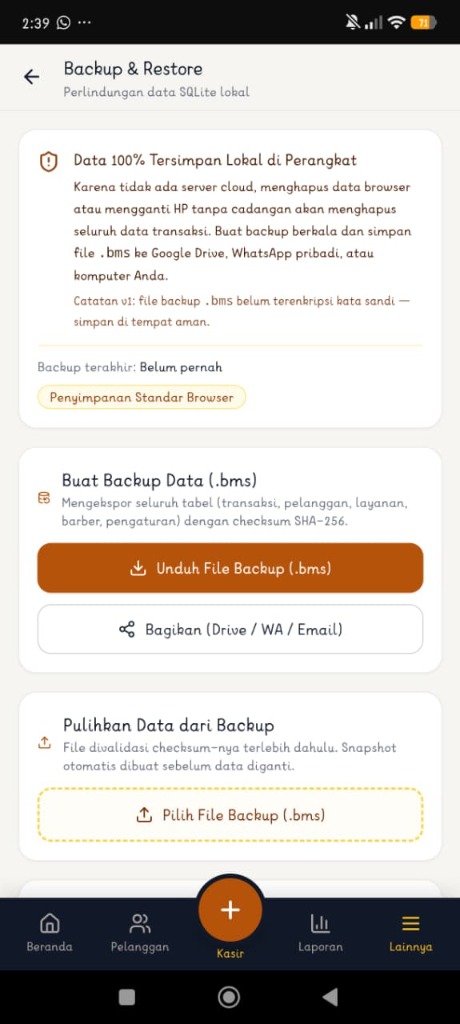 2:39
71
Backup & Restore
Perlindungan data SQLite lokal
Data 100% Tersimpan Lokal di Perangkat
Karena tidak ada server cloud, menghapus data browser
atau mengganti HP tanpa cadangan akan menghapus
seluruh data transaksi. Buat backup berkala dan simpan
file .bms ke Google Drive, WhatsApp pribadi, atau
komputer Anda.
Catatan v1: file backup .bms belum terenkripsi kata sandi —
simpan di tempat aman.
Backup terakhir: Belum pernah
Penyimpanan Standar Browser
Buat Backup Data (.bms)
Mengekspor seluruh tabel (transaksi, pelanggan, layanan,
barber, pengaturan) dengan checksum SHA-256.
Unduh File Backup (.bms)
Bagikan (Drive / WA / Email)
Pulihkan Data dari Backup
File divalidasi checksum-nya terlebih dahulu. Snapshot
otomatis dibuat sebelum data diganti.
Pilih File Backup (.bms)
Beranda
Pelanggan
Kasir
Laporan
Lainnya